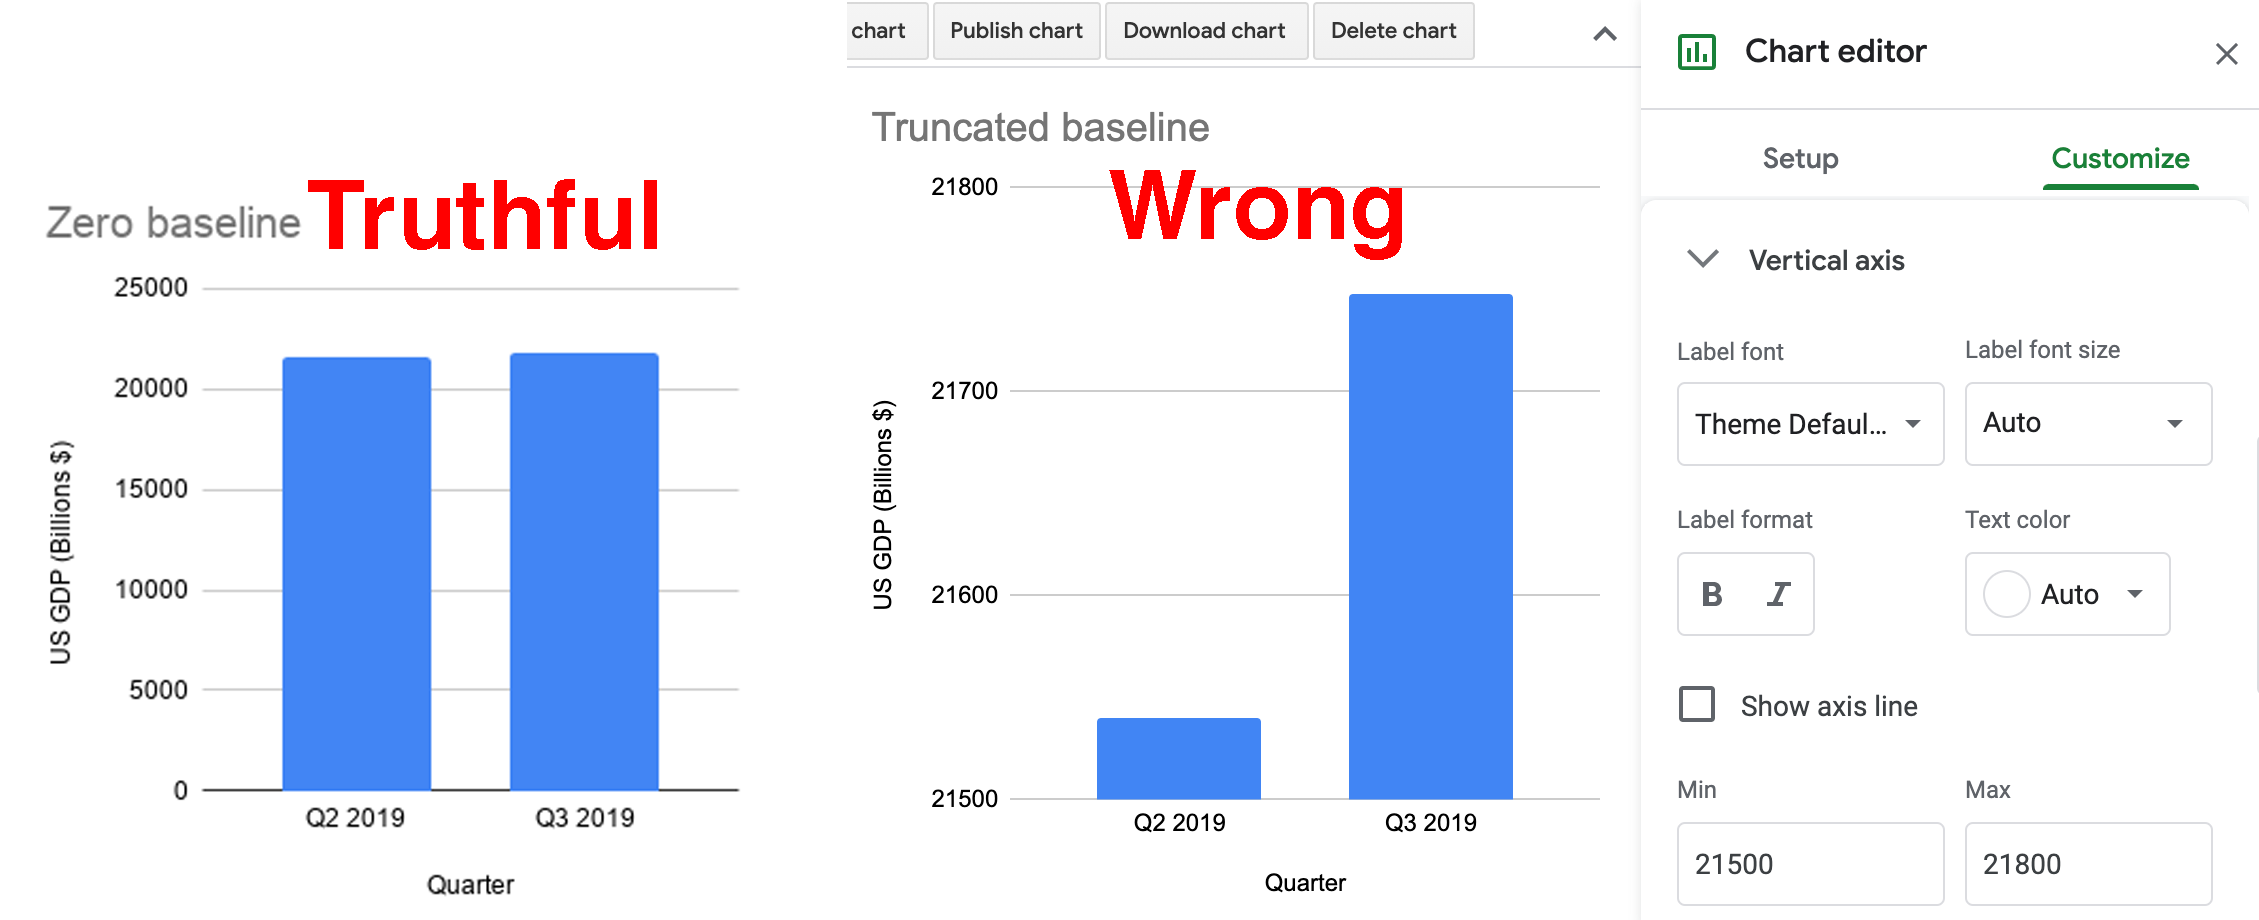 Zero baseline Truthful
25000
20000
15000
10000
5000
0
US GDP (Billions $)
Q2 2019 Q3 2019
Quarter
chart Publish chart Download chart Delete chart
Truncated baseline
Wrong
21800
21700
21600
21500
US GDP (Billions $)
Q2 2019 Q3 2019
Quarter
Chart editor
Setup Customize
Vertical axis
Label font Label font size
Theme Defaul... Auto
Label format Text color
B I Auto
Show axis line
Min Max
21500 21800